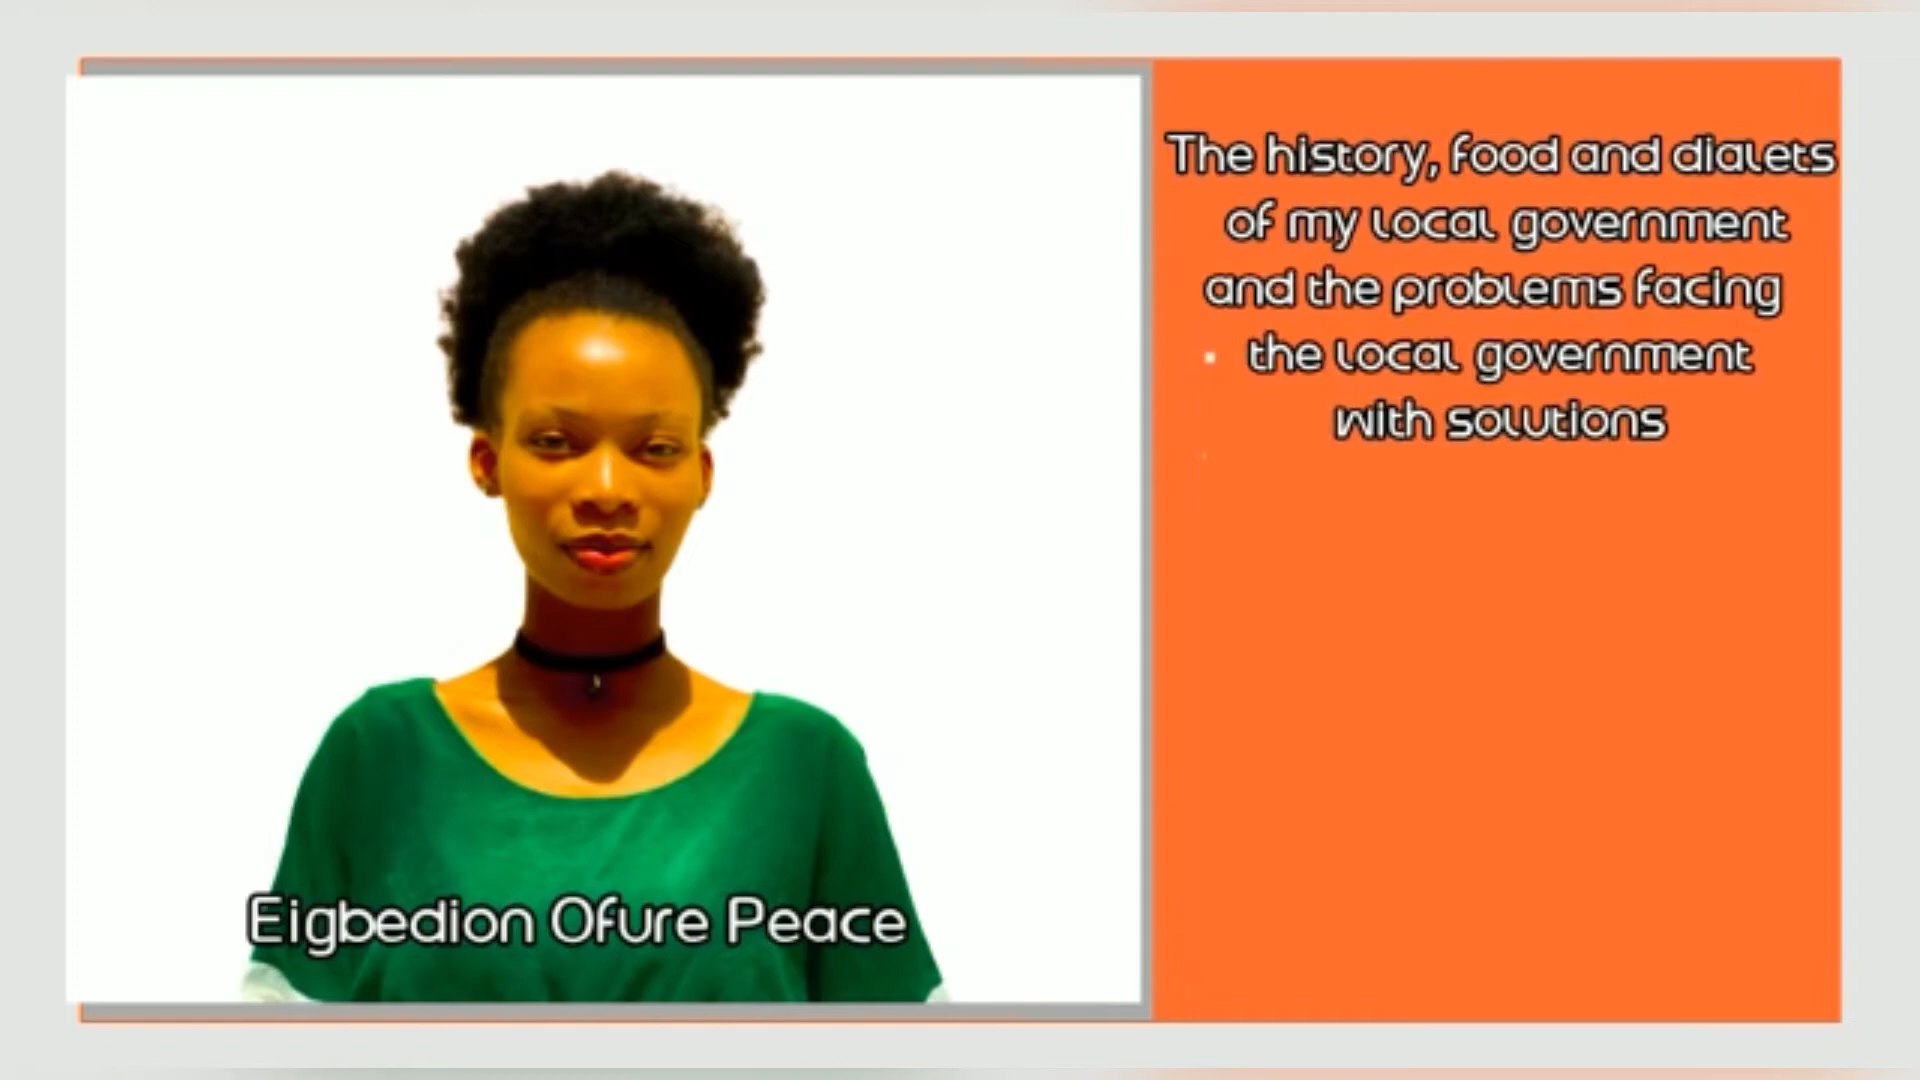 The history, food and dialets
of my local government
and the problems facing
the local government
with solutions
Eigbedion Ofure Peace